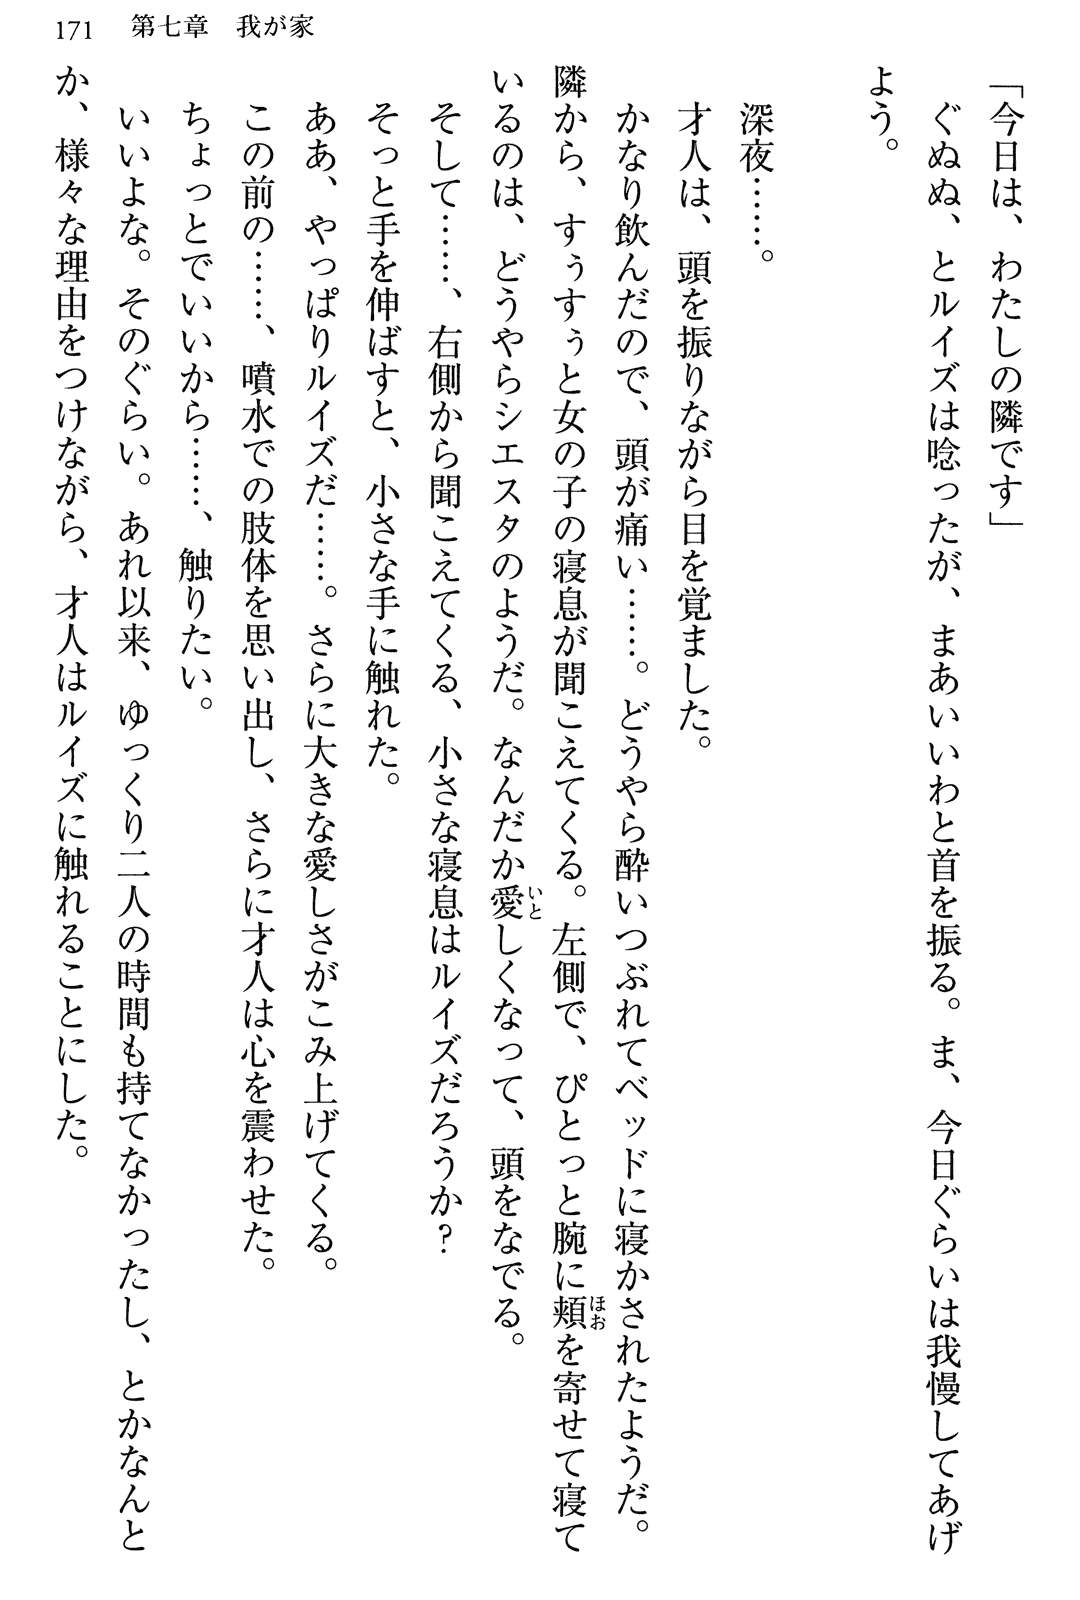 171　第七章　我が家
「今日は、わたしの隣です」
ぐぬぬ、とルイズは唸ったが、まあいいわと首を振る。ま、今日ぐらいは我慢してあげ
よう。
深夜……。
才人は、頭を振りながら目を覚ました。
かなり飲んだので、頭が痛い……。どうやら酔いつぶれてベッドに寝かされたようだ。
隣から、すぅすぅと女の子の寝息が聞こえてくる。左側で、ぴとっと腕に頬を寄せて寝て
いるのは、どうやらシエスタのようだ。なんだか愛しくなって、頭をなでる。
そして……、右側から聞こえてくる、小さな寝息はルイズだろうか？
そっと手を伸ばすと、小さな手に触れた。
ああ、やっぱりルイズだ……。さらに大きな愛しさがこみ上げてくる。
この前の……、噴水での肢体を思い出し、さらに才人は心を震わせた。
ちょっとでいいから……、触りたい。
いいよな。そのぐらい。あれ以来、ゆっくり二人の時間も持てなかったし、とかなんと
か、様々な理由をつけながら、才人はルイズに触れることにした。
ほお
いと